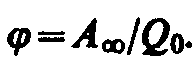 φ = A∞/Q₀.